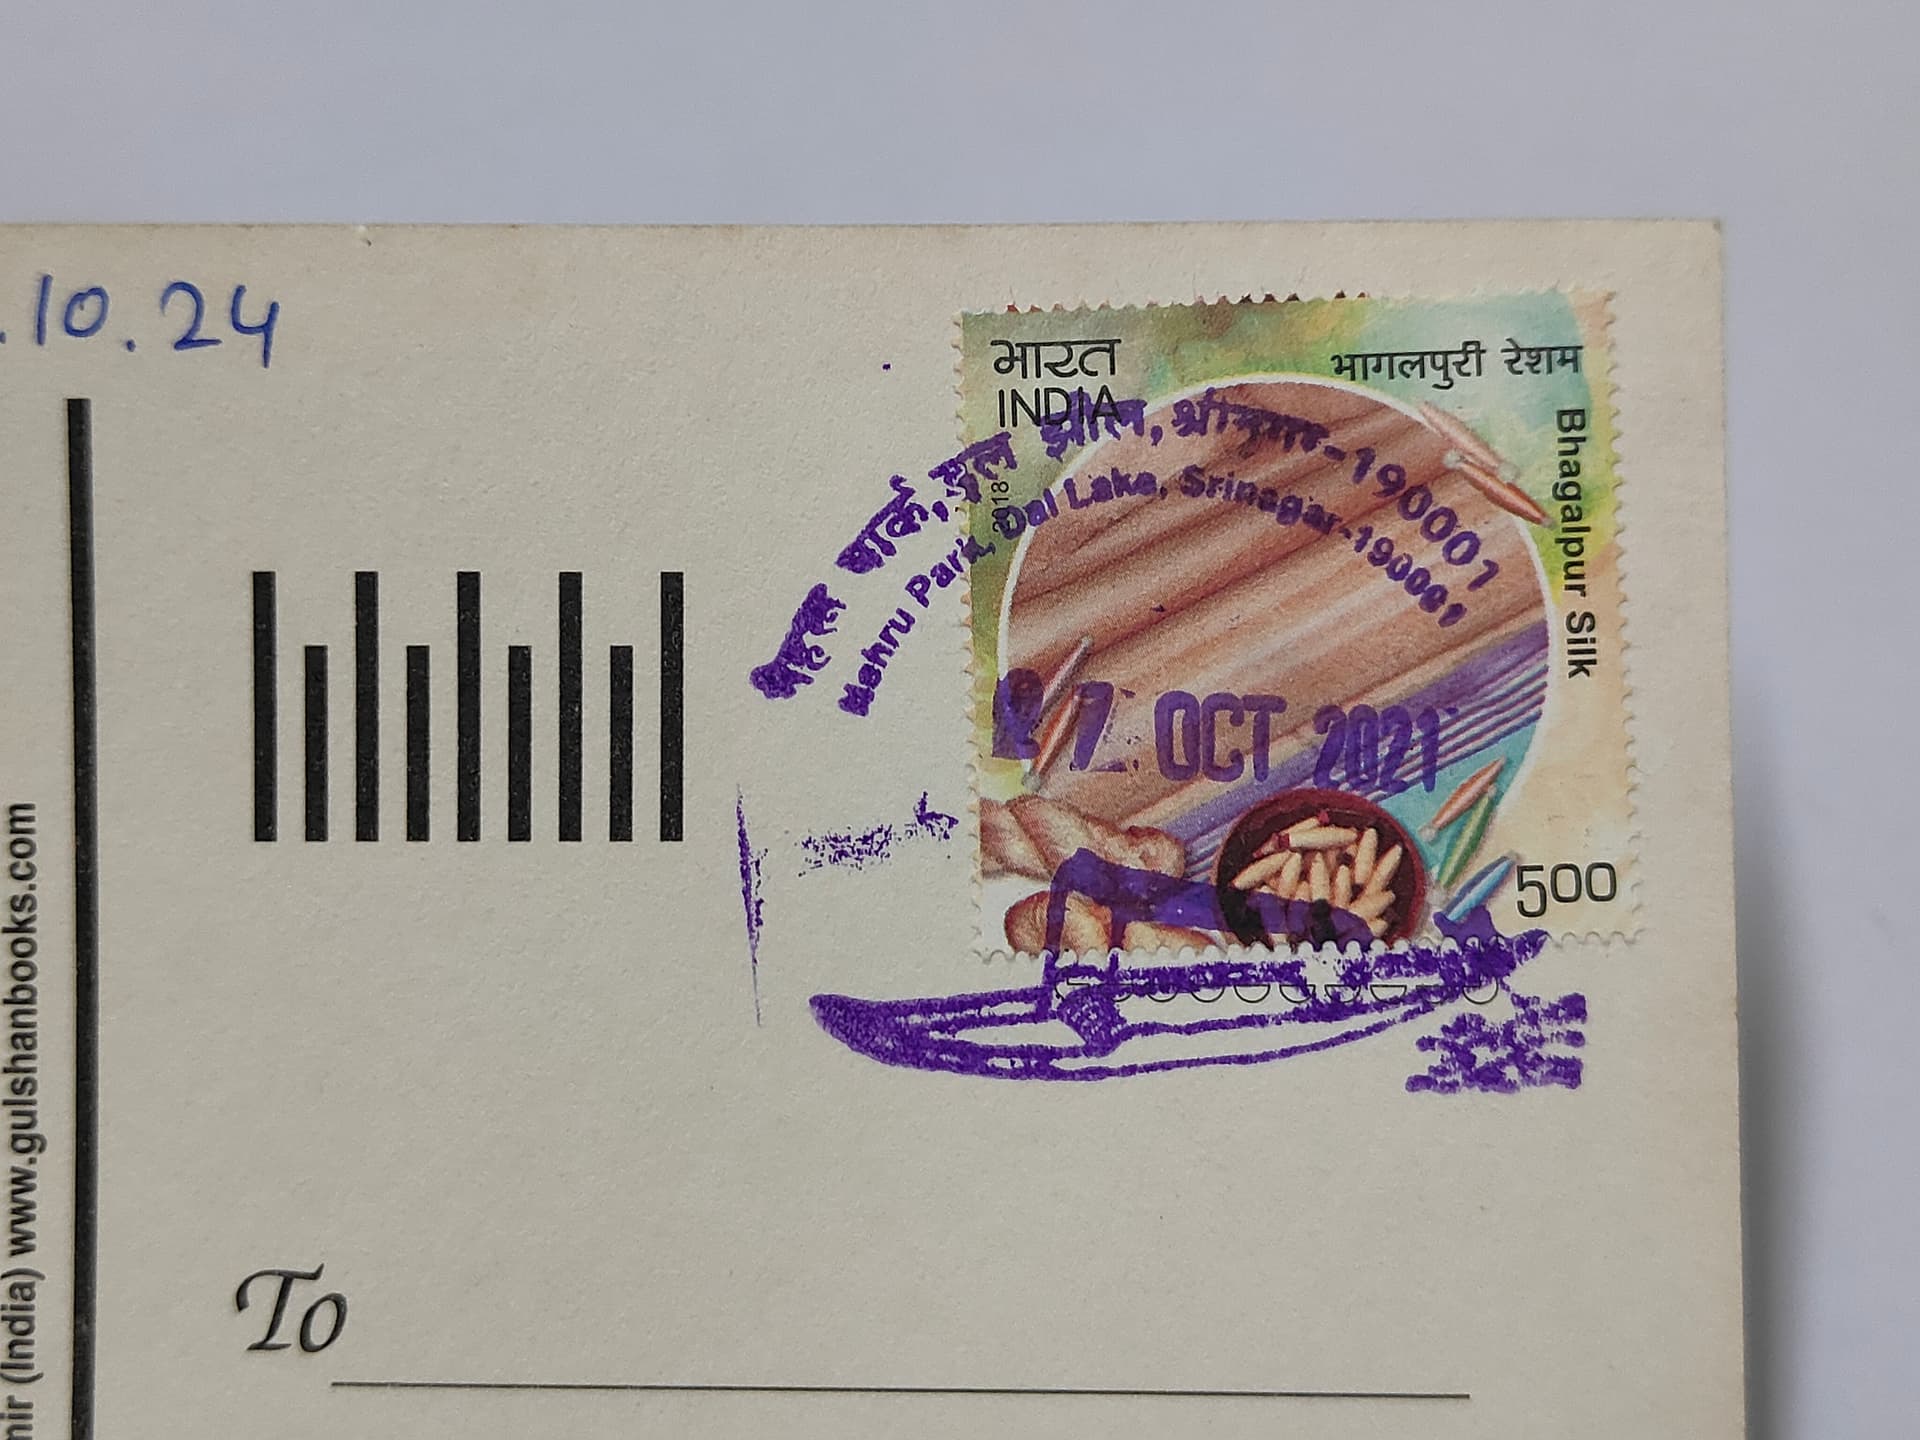 .10.24
भारत
INDIA
2018
भागलपुरी रेशम
Bhagalpur Silk
500
नेहरू पार्क, डल झील, श्रीनगर-190001
Nehru Park, Dal Lake, Srinagar-190001
27 OCT 2021
To
(India) www.gulshanbooks.com